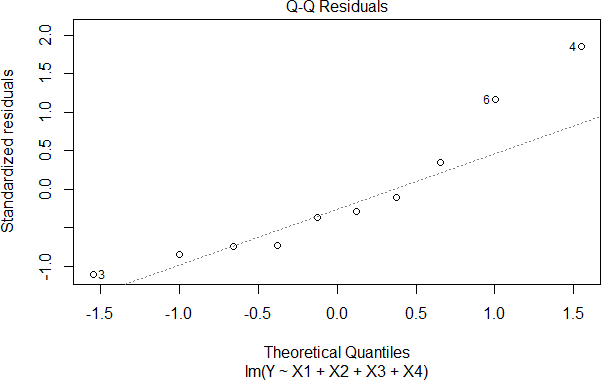 Q-Q Residuals
Standardized residuals
2.0
1.5
1.0
0.5
0.0
-1.0
4
6
3
-1.5 -1.0 -0.5 0.0 0.5 1.0 1.5
Theoretical Quantiles
lm(Y ~ X1 + X2 + X3 + X4)